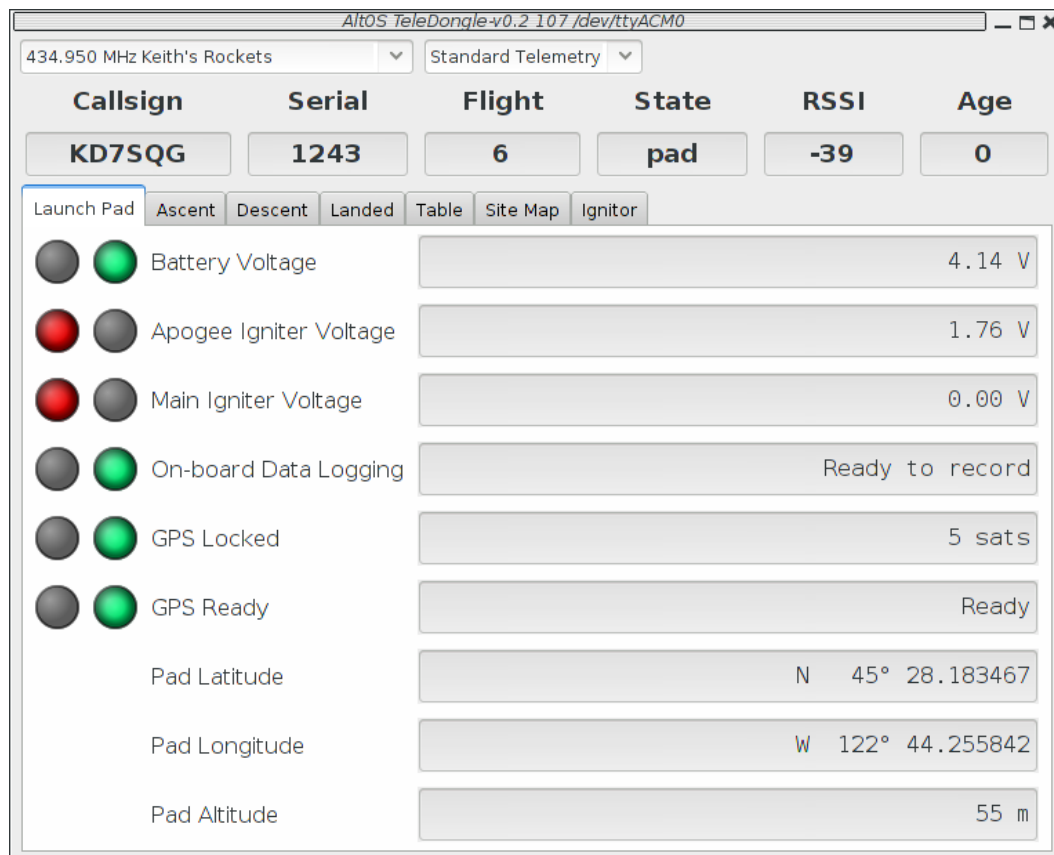 AltOS TeleDongle-v0.2 107 /dev/ttyACM0
434.950 MHz Keith's Rockets Standard Telemetry
Callsign Serial Flight State RSSI Age
KD7SQG 1243 6 pad -39 0
Launch Pad Ascent Descent Landed Table Site Map Ignitor
Battery Voltage 4.14 V
Apogee Igniter Voltage 1.76 V
Main Igniter Voltage 0.00 V
On-board Data Logging Ready to record
GPS Locked 5 sats
GPS Ready Ready
Pad Latitude N 45° 28.183467
Pad Longitude W 122° 44.255842
Pad Altitude 55 m